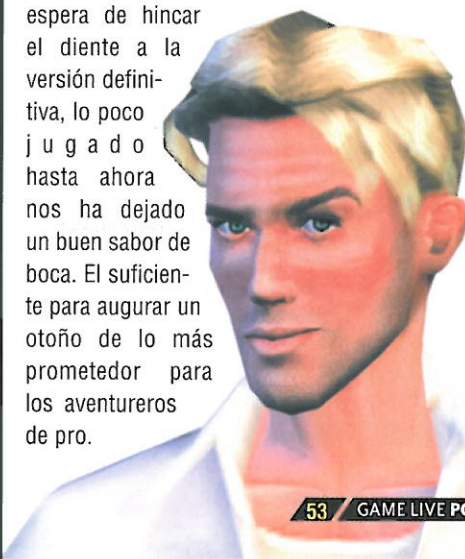 espera de hincar
el diente a la
versión defini-
tiva, lo poco
jugado
hasta ahora
nos ha dejado
un buen sabor de
boca. El suficien-
te para augurar un
otoño de lo más
prometedor para
los aventureros
de pro.
53 GAME LIVE PC